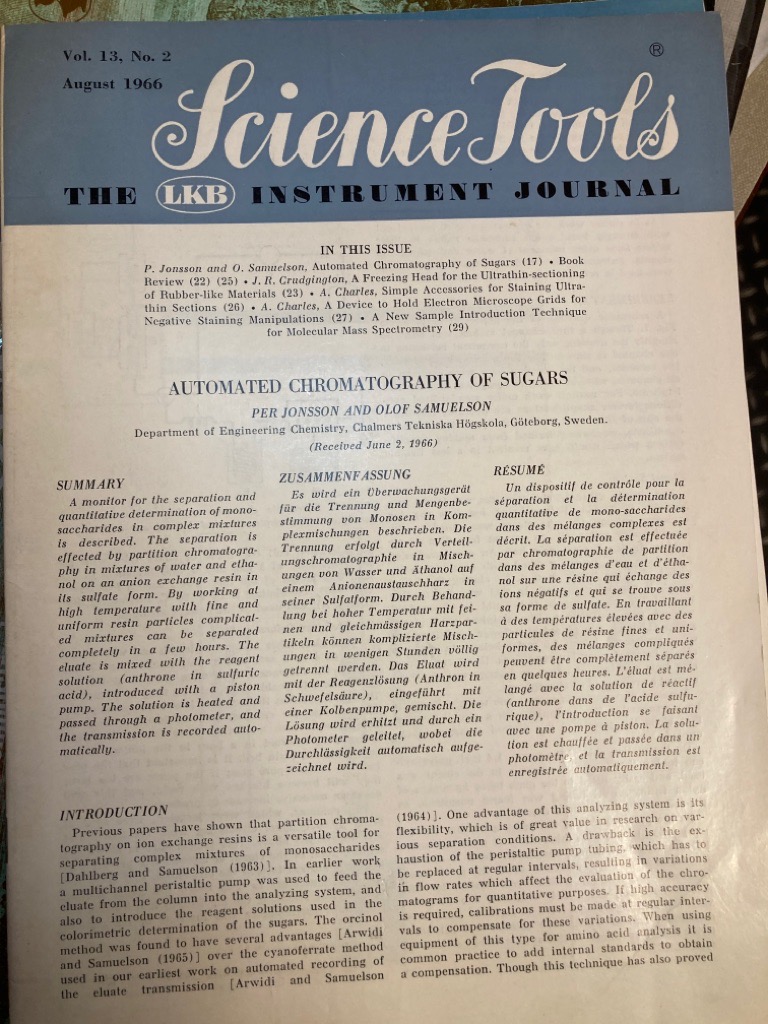 Vol. 13, No. 2
August 1966
®
Science Tools
THE LKB INSTRUMENT JOURNAL
IN THIS ISSUE
P. Jonsson and O. Samuelson, Automated Chromatography of Sugars (17) • Book
Review (22) (25) • J. R. Crudgington, A Freezing Head for the Ultrathin-sectioning
of Rubber-like Materials (23) • A. Charles, Simple Accessories for Staining Ultra-
thin Sections (26) • A. Charles, A Device to Hold Electron Microscope Grids for
Negative Staining Manipulations (27) • A New Sample Introduction Technique
for Molecular Mass Spectrometry (29)
AUTOMATED CHROMATOGRAPHY OF SUGARS
PER JONSSON AND OLOF SAMUELSON
Department of Engineering Chemistry, Chalmers Tekniska Högskola, Göteborg, Sweden.
(Received June 2, 1966)
SUMMARY
A monitor for the separation and
quantitative determination of mono-
saccharides in complex mixtures
is described. The separation is
effected by partition chromatogra-
phy in mixtures of water and etha-
nol on an anion exchange resin in
its sulfate form. By working at
high temperature with fine and
uniform resin particles complicat-
ed mixtures can be separated
completely in a few hours. The
eluate is mixed with the reagent
solution (anthrone in sulfuric
acid), introduced with a piston
pump. The solution is heated and
passed through a photometer, and
the transmission is recorded auto-
matically.
ZUSAMMENFASSUNG
Es wird ein Überwachungsgerät
für die Trennung und Mengenbe-
stimmung von Monosen in Kom-
plexmischungen beschrieben. Die
Trennung erfolgt durch Verteil-
ungschromatographie in Misch-
ungen von Wasser und Äthanol auf
einem Anionenaustauschharz in
seiner Sulfatform. Durch Behand-
lung bei hoher Temperatur mit fei-
nen und gleichmässigen Harzpar-
tikeln können komplizierte Misch-
ungen in wenigen Stunden völlig
getrennt werden. Das Eluat wird
mit der Reagenzlösung (Anthron in
Schwefelsäure), eingeführt mit
einer Kolbenpumpe, gemischt. Die
Lösung wird erhitzt und durch ein
Photometer geleitet, wobei die
Durchlässigkeit automatisch aufge-
zeichnet wird.
RÉSUMÉ
Un dispositif de contrôle pour la
séparation et la détermination
quantitative de mono-saccharides
dans des mélanges complexes est
décrit. La séparation est effectuée
par chromatographie de partition
dans des mélanges d'eau et d'étha-
nol sur une résine qui échange des
ions négatifs et qui se trouve sous
sa forme de sulfate. En travaillant
à des températures élevées avec des
particules de résine fines et uni-
formes, des mélanges compliqués
peuvent être complètement séparés
en quelques heures. L'éluat est mé-
langé avec la solution de réactif
(anthrone dans de l'acide sulfu-
rique), l'introduction se faisant
avec une pompe à piston. La solu-
tion est chauffée et passée dans un
photomètre, et la transmission est
enregistrée automatiquement.
INTRODUCTION
Previous papers have shown that partition chroma-
tography on ion exchange resins is a versatile tool for
separating complex mixtures of monosaccharides
[Dahlberg and Samuelson (1963)]. In earlier work
a multichannel peristaltic pump was used to feed the
eluate from the column into the analyzing system, and
also to introduce the reagent solutions used in the
colorimetric determination of the sugars. The orcinol
method was found to have several advantages [Arwidi
and Samuelson (1965)] over the cyanoferrate method
used in our earliest work on automated recording of
the eluate transmission [Arwidi and Samuelson
(1964)]. One advantage of this analyzing system is its
flexibility, which is of great value in research on var-
ious separation conditions. A drawback is the ex-
haustion of the peristaltic pump tubing, which has to
be replaced at regular intervals, resulting in variations
in flow rates which affect the evaluation of the chro-
matograms for quantitative purposes. If high accuracy
is required, calibrations must be made at regular inter-
vals to compensate for these variations. When using
equipment of this type for amino acid analysis it is
common practice to add internal standards to obtain
a compensation. Though this technique has also proved